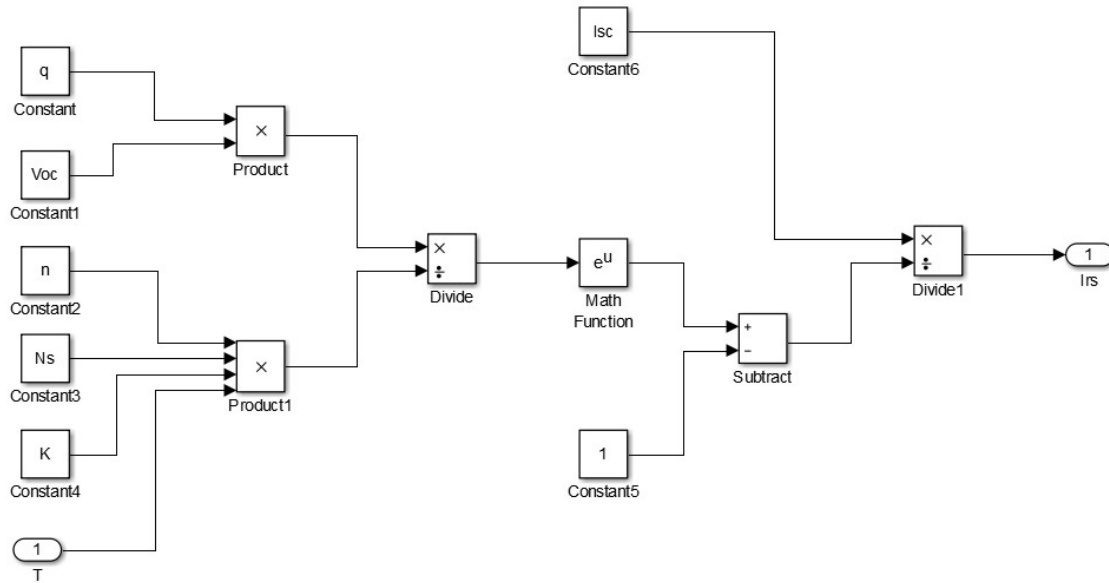 Isc
Constant6
q
Constant
×
Product
Voc
Constant1
n
Constant2
×
÷
Divide
e^u
Math
Function
×
÷
Divide1
1
Irs
Ns
Constant3
×
Product1
+
−
Subtract
K
Constant4
1
Constant5
1
T